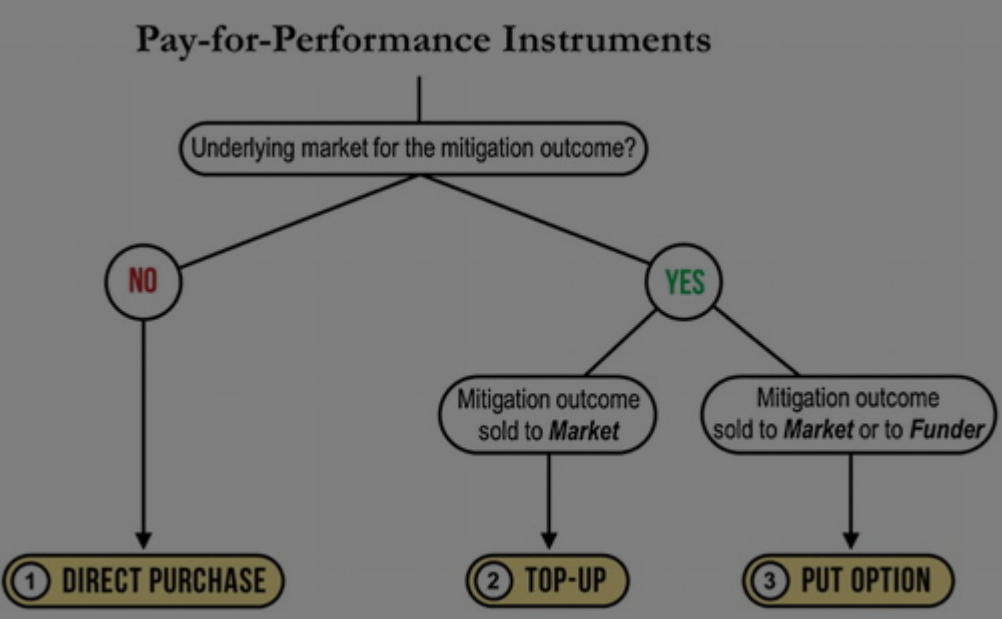 Pay-for-Performance Instruments
Underlying market for the mitigation outcome?
NO
YES
Mitigation outcome
sold to Market
Mitigation outcome
sold to Market or to Funder
1 DIRECT PURCHASE
2 TOP-UP
3 PUT OPTION